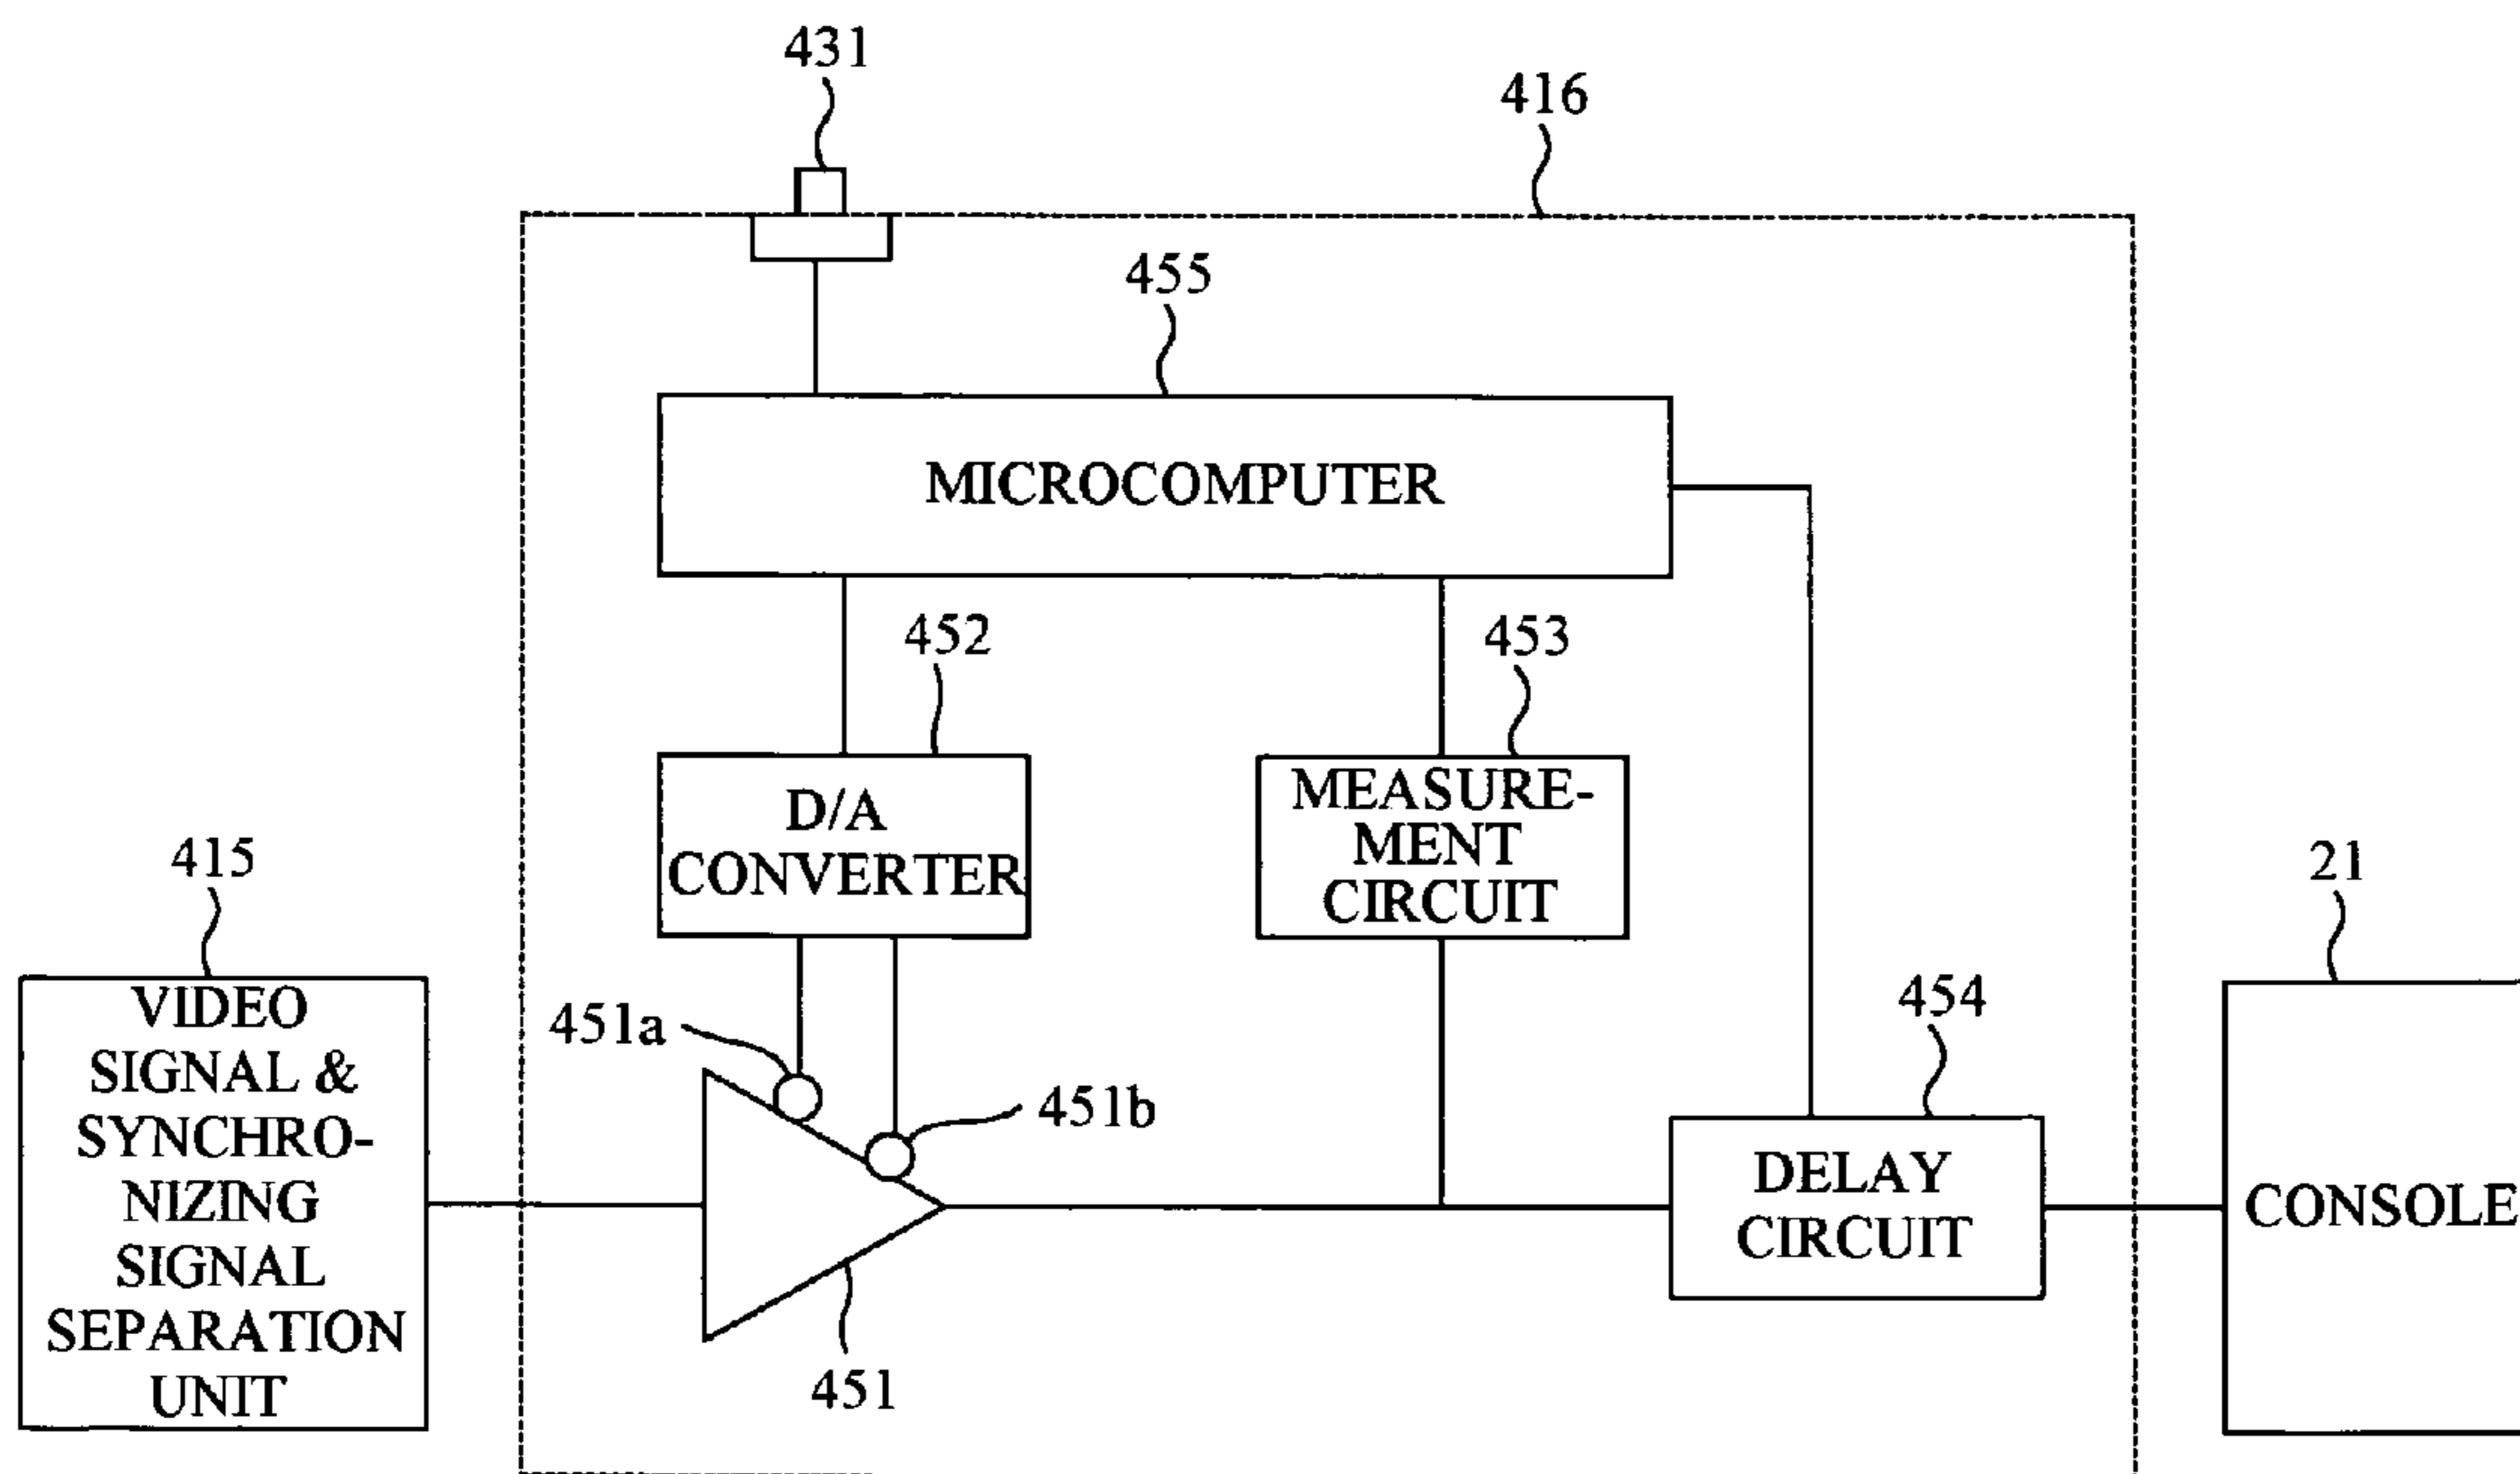 431
416
455
MICROCOMPUTER
452
453
D/A
CONVERTER
MEASURE-
MENT
CIRCUIT
415
21
VIDEO
SIGNAL &
SYNCHRO-
NIZING
SIGNAL
SEPARATION
UNIT
451a
451b
454
DELAY
CIRCUIT
CONSOLE
451